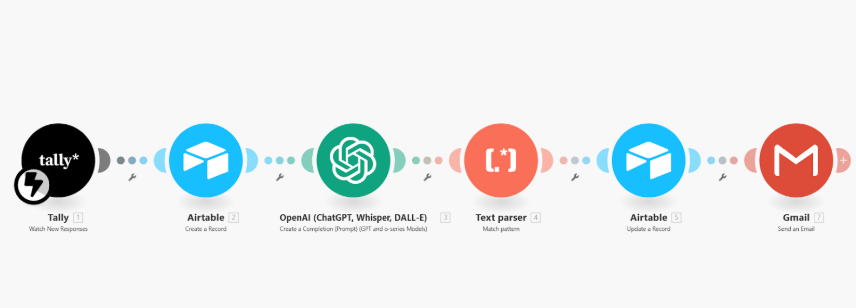 tally*
[.*]
Tally 1
Watch New Responses
Airtable 2
Create a Record
OpenAI (ChatGPT, Whisper, DALL-E) 3
Create a Completion (Prompt) (GPT and o-series Models)
Text parser 4
Match pattern
Airtable 5
Update a Record
Gmail 7
Send an Email